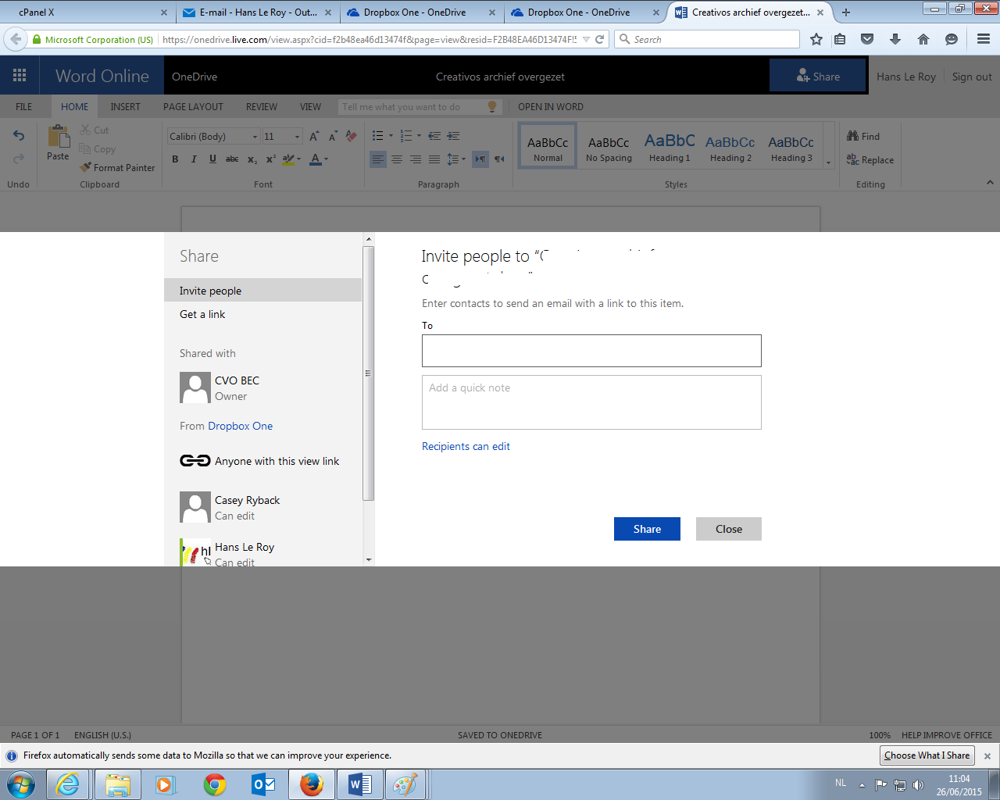 cPanel X
E-mail - Hans Le Roy - Out...
Dropbox One - OneDrive
Dropbox One - OneDrive
Creativos archief overgezet...
Microsoft Corporation (US)
https://onedrive.live.com/view.aspx?cid=f2b48ea46d13474f&page=view&resid=F2B48EA46D13474F!5
Search
Word Online
OneDrive
Creativos archief overgezet
Share
Hans Le Roy
Sign out
FILE
HOME
INSERT
PAGE LAYOUT
REVIEW
VIEW
Tell me what you want to do
OPEN IN WORD
Paste
Cut
Copy
Format Painter
Calibri (Body)
11
B I U abc x₂ x² ab A
AaBbCc
Normal
AaBbCc
No Spacing
AaBbC
Heading 1
AaBbCc
Heading 2
AaBbCc
Heading 3
Find
Replace
Undo
Clipboard
Font
Paragraph
Styles
Editing
Share
Invite people
Get a link
Shared with
CVO BEC
Owner
From Dropbox One
Anyone with this view link
Casey Ryback
Can edit
hl
Hans Le Roy
Can edit
Invite people to “
Enter contacts to send an email with a link to this item.
To
Add a quick note
Recipients can edit
Share
Close
PAGE 1 OF 1
ENGLISH (U.S.)
SAVED TO ONEDRIVE
100%
HELP IMPROVE OFFICE
Firefox automatically sends some data to Mozilla so that we can improve your experience.
Choose What I Share
NL
11:04
26/06/2015